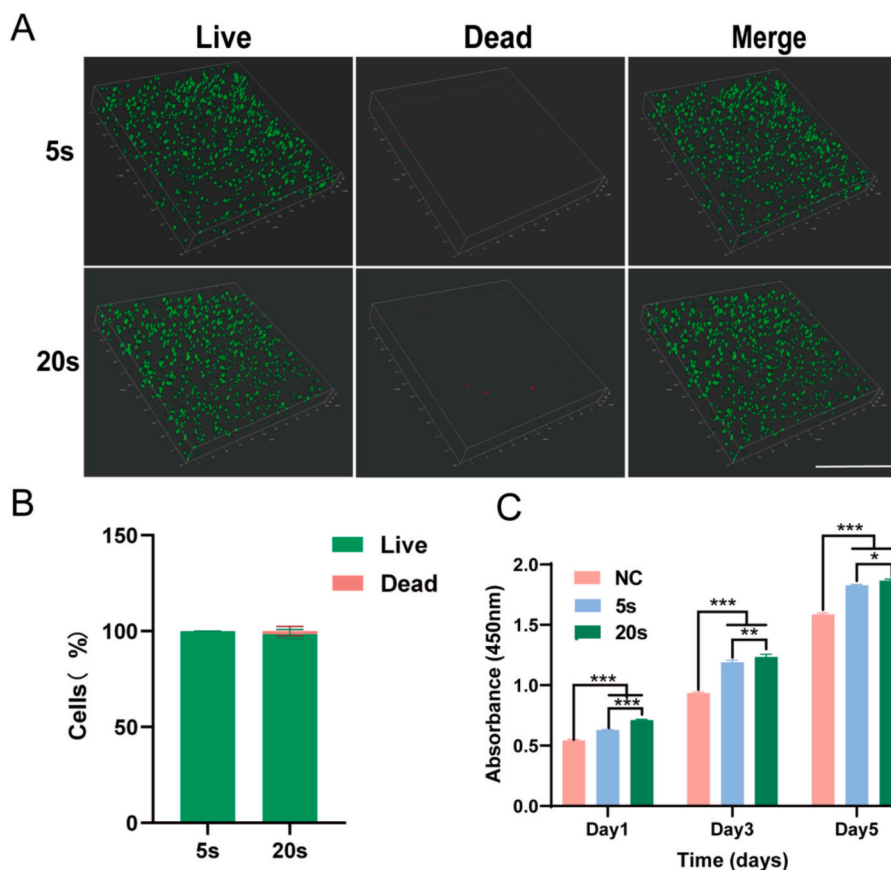 A
Live Dead Merge
5s
20s
B
150
100
50
0
Cells( %)
Live
Dead
5s 20s
C
Absorbance (450nm)
2.0
1.5
1.0
0.5
0.0
NC
5s
20s
***
***
***
**
***
*
Day1 Day3 Day5
Time (days)